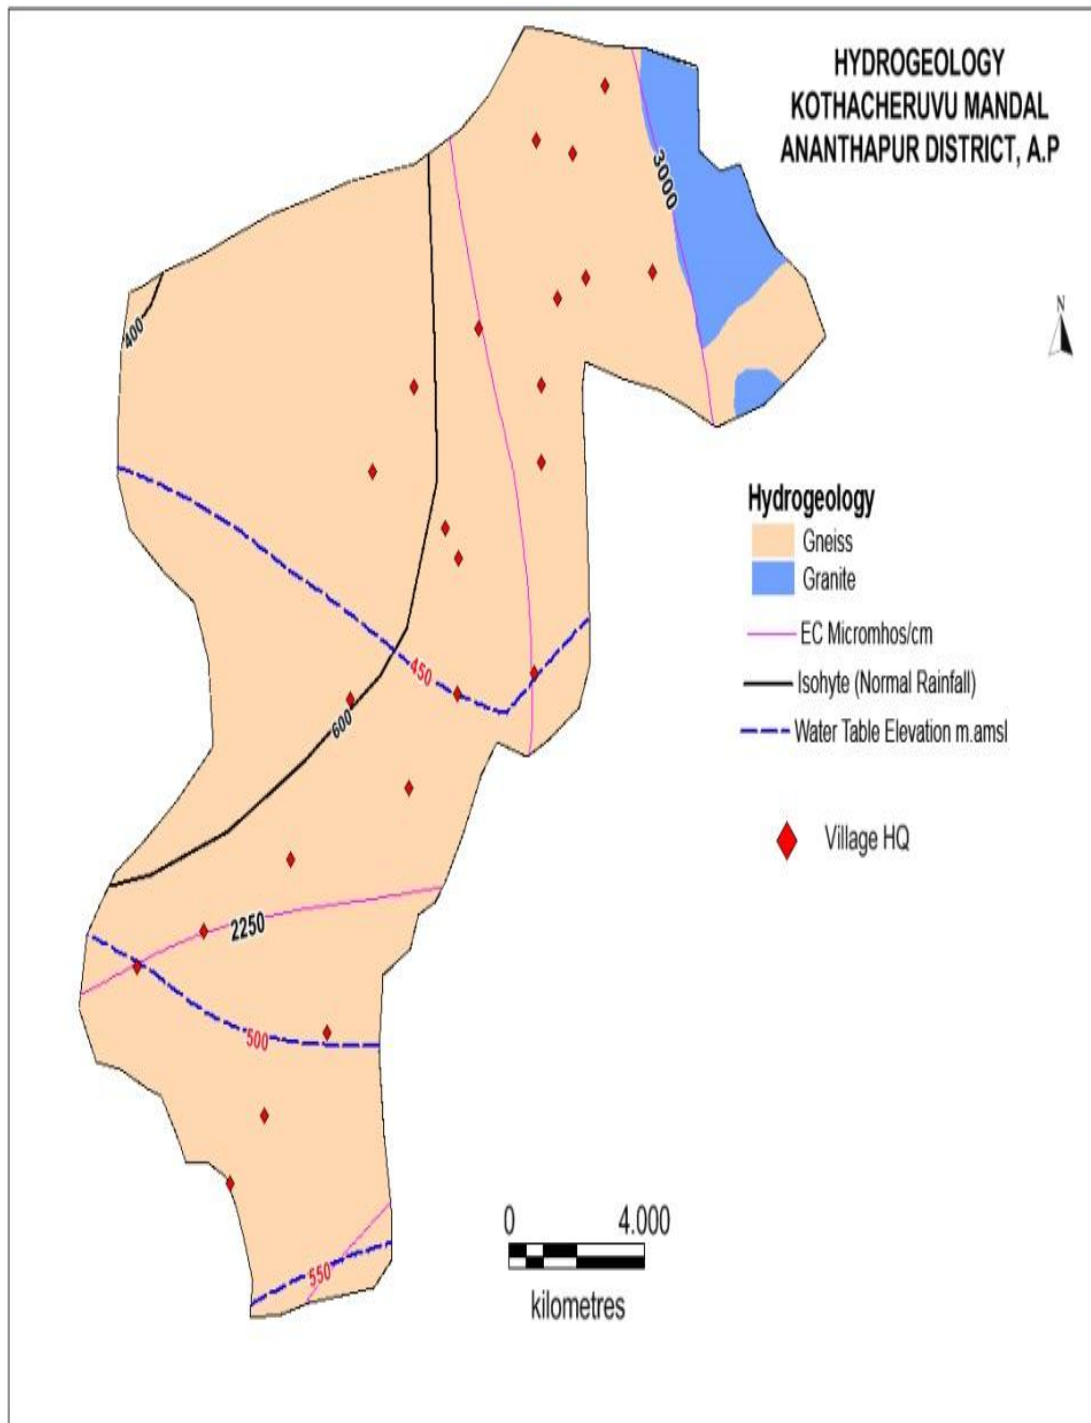 HYDROGEOLOGY
KOTHACHERUVU MANDAL
ANANTHAPUR DISTRICT, A.P
3000
N
400
Hydrogeology
Gneiss
Granite
EC Micromhos/cm
Isohyte (Normal Rainfall)
Water Table Elevation m.amsl
Village HQ
450
600
2250
500
550
0 4.000
kilometres